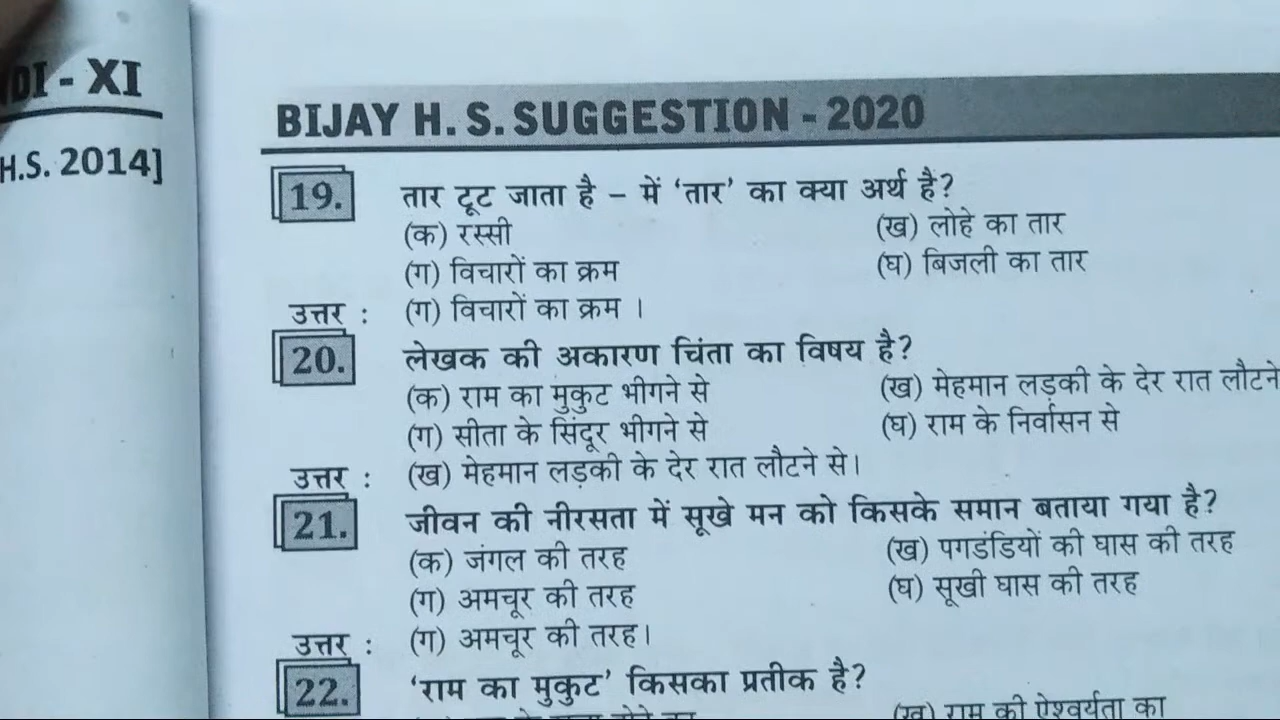 DI - XI
H.S. 2014]
BIJAY H. S. SUGGESTION - 2020
19. तार टूट जाता है – में ‘तार’ का क्या अर्थ है?
(क) रस्सी (ख) लोहे का तार
(ग) विचारों का क्रम (घ) बिजली का तार
उत्तर : (ग) विचारों का क्रम ।
20. लेखक की अकारण चिंता का विषय है?
(क) राम का मुकुट भीगने से (ख) मेहमान लड़की के देर रात लौटने
(ग) सीता के सिंदूर भीगने से (घ) राम के निर्वासन से
उत्तर : (ख) मेहमान लड़की के देर रात लौटने से।
21. जीवन की नीरसता में सूखे मन को किसके समान बताया गया है?
(क) जंगल की तरह (ख) पगडंडियों की घास की तरह
(ग) अमचूर की तरह (घ) सूखी घास की तरह
उत्तर : (ग) अमचूर की तरह।
22. ‘राम का मुकुट’ किसका प्रतीक है?
(ख) राम की ऐश्वर्यता का